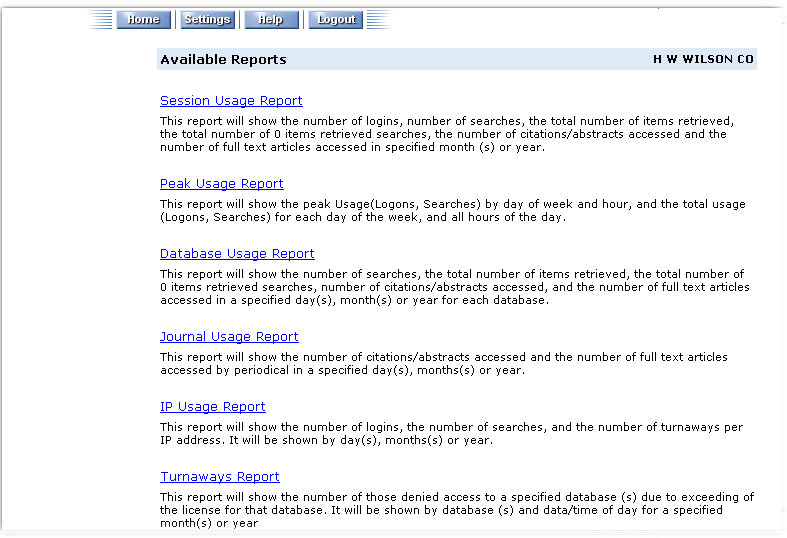 Home Settings Help Logout
Available Reports H W WILSON CO
Session Usage Report
This report will show the number of logins, number of searches, the total number of items retrieved,
the total number of 0 items retrieved searches, the number of citations/abstracts accessed and the
number of full text articles accessed in specified month (s) or year.
Peak Usage Report
This report will show the peak Usage(Logons, Searches) by day of week and hour, and the total usage
(Logons, Searches) for each day of the week, and all hours of the day.
Database Usage Report
This report will show the number of searches, the total number of items retrieved, the total number of
0 items retrieved searches, number of citations/abstracts accessed, and the number of full text articles
accessed in a specified day(s), month(s) or year for each database.
Journal Usage Report
This report will show the number of citations/abstracts accessed and the number of full text articles
accessed by periodical in a specified day(s), months(s) or year.
IP Usage Report
This report will show the number of logins, the number of searches, and the number of turnaways per
IP address. It will be shown by day(s), months(s) or year.
Turnaways Report
This report will show the number of those denied access to a specified database (s) due to exceeding of
the license for that database. It will be shown by database (s) and data/time of day for a specified
month(s) or year